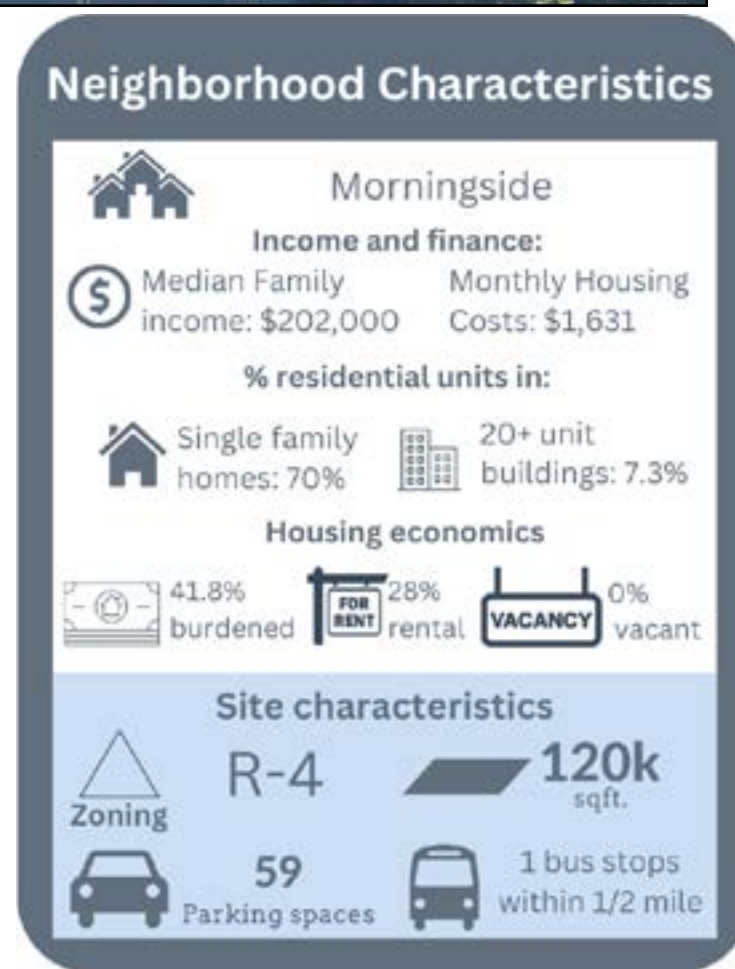 Neighborhood Characteristics
Morningside
Income and finance:
Median Family
income: $202,000
Monthly Housing
Costs: $1,631
% residential units in:
Single family
homes: 70%
20+ unit
buildings: 7.3%
Housing economics
41.8%
burdened
FOR
RENT
28%
rental
VACANCY
0%
vacant
Site characteristics
Zoning
R-4
120k
sqft.
59
Parking spaces
1 bus stops
within 1/2 mile